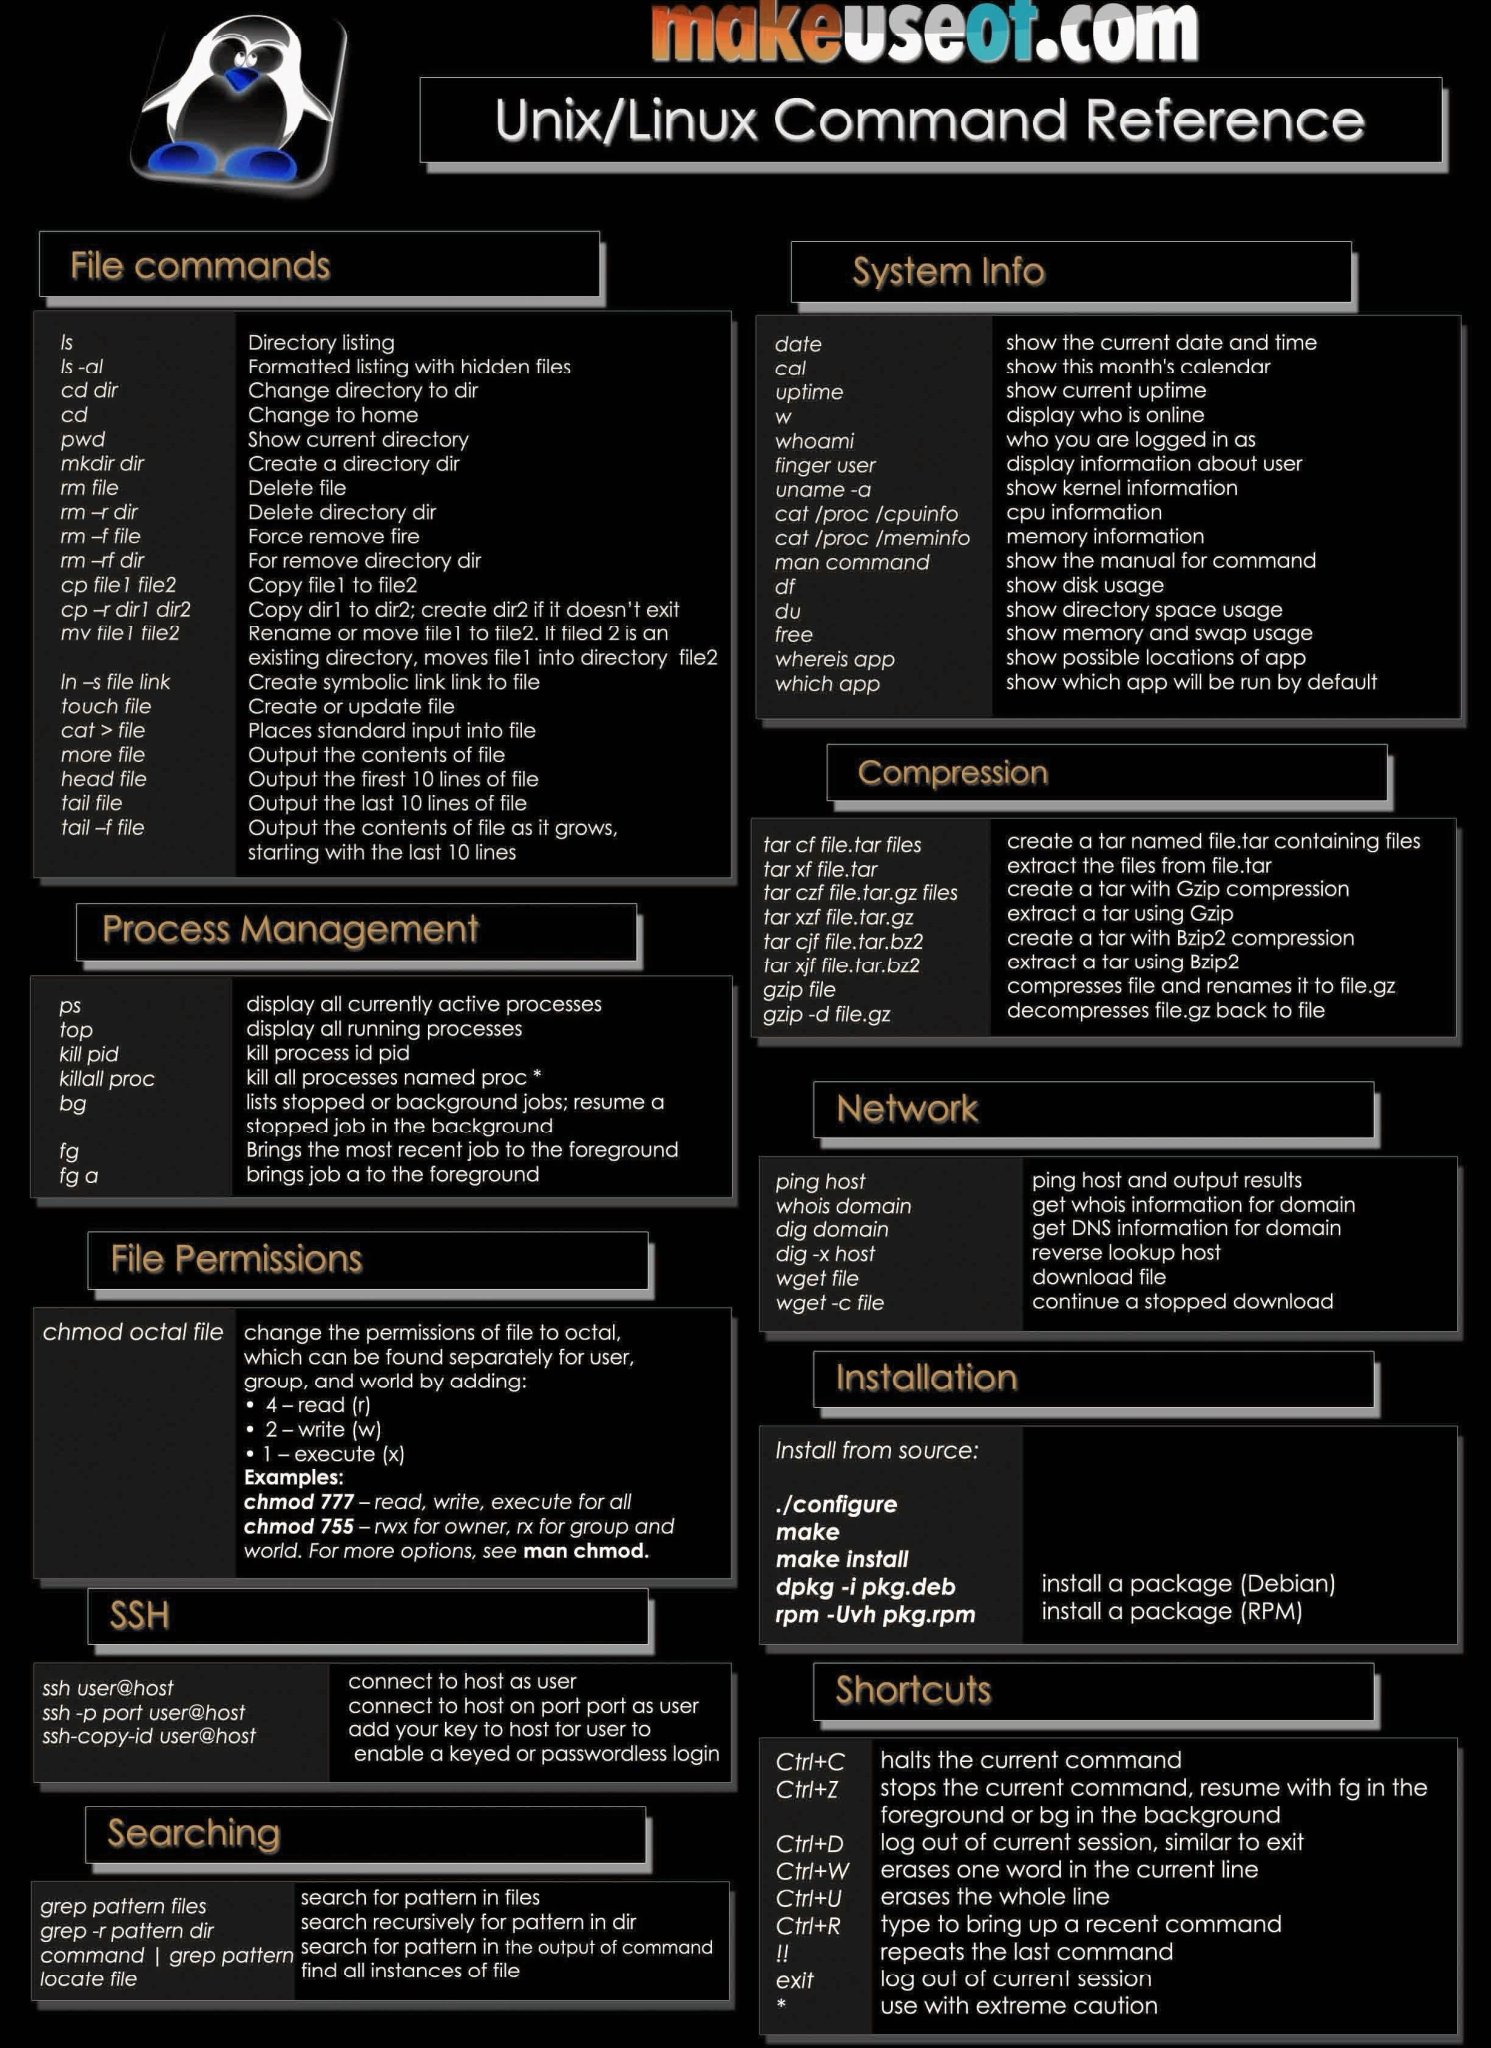 makeuseof.com
Unix/Linux Command Reference
File commands
ls Directory listing
ls -al Formatted listing with hidden files
cd dir Change directory to dir
cd Change to home
pwd Show current directory
mkdir dir Create a directory dir
rm file Delete file
rm –r dir Delete directory dir
rm –f file Force remove fire
rm –rf dir For remove directory dir
cp file1 file2 Copy file1 to file2
cp –r dir1 dir2 Copy dir1 to dir2; create dir2 if it doesn't exit
mv file1 file2 Rename or move file1 to file2. If filed 2 is an
existing directory, moves file1 into directory file2
ln –s file link Create symbolic link link to file
touch file Create or update file
cat > file Places standard input into file
more file Output the contents of file
head file Output the fierst 10 lines of file
tail file Output the last 10 lines of file
tail –f file Output the contents of file as it grows,
starting with the last 10 lines
Process Management
ps display all currently active processes
top display all running processes
kill pid kill process id pid
killall proc kill all processes named proc *
bg lists stopped or background jobs; resume a
stopped job in the background
fg Brings the most recent job to the foreground
fg a brings job a to the foreground
File Permissions
chmod octal file change the permissions of file to octal,
which can be found separately for user,
group, and world by adding:
• 4 – read (r)
• 2 – write (w)
• 1 – execute (x)
Examples:
chmod 777 – read, write, execute for all
chmod 755 – rwx for owner, rx for group and
world. For more options, see man chmod.
SSH
ssh user@host connect to host as user
ssh -p port user@host connect to host on port port as user
ssh-copy-id user@host add your key to host for user to
enable a keyed or passwordless login
Searching
grep pattern files search for pattern in files
grep -r pattern dir search recursively for pattern in dir
command | grep pattern search for pattern in the output of command
locate file find all instances of file
System Info
date show the current date and time
cal show this month's calendar
uptime show current uptime
w display who is online
whoami who you are logged in as
finger user display information about user
uname -a show kernel information
cat /proc /cpuinfo cpu information
cat /proc /meminfo memory information
man command show the manual for command
df show disk usage
du show directory space usage
free show memory and swap usage
whereis app show possible locations of app
which app show which app will be run by default
Compression
tar cf file.tar files create a tar named file.tar containing files
tar xf file.tar extract the files from file.tar
tar czf file.tar.gz files create a tar with Gzip compression
tar xzf file.tar.gz extract a tar using Gzip
tar cjf file.tar.bz2 create a tar with Bzip2 compression
tar xjf file.tar.bz2 extract a tar using Bzip2
gzip file compresses file and renames it to file.gz
gzip -d file.gz decompresses file.gz back to file
Network
ping host ping host and output results
whois domain get whois information for domain
dig domain get DNS information for domain
dig -x host reverse lookup host
wget file download file
wget -c file continue a stopped download
Installation
Install from source:
./configure
make
make install
dpkg -i pkg.deb install a package (Debian)
rpm -Uvh pkg.rpm install a package (RPM)
Shortcuts
Ctrl+C halts the current command
Ctrl+Z stops the current command, resume with fg in the
foreground or bg in the background
Ctrl+D log out of current session, similar to exit
Ctrl+W erases one word in the current line
Ctrl+U erases the whole line
Ctrl+R type to bring up a recent command
!! repeats the last command
exit log out of current session
* use with extreme caution